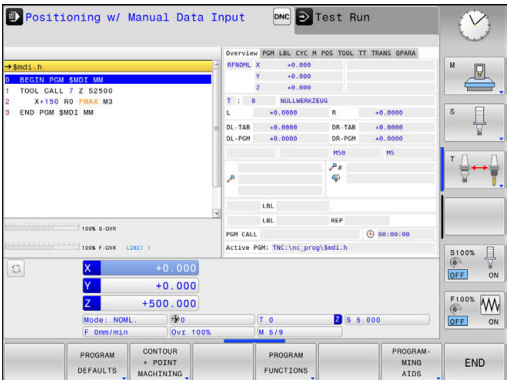 Positioning w/ Manual Data Input
DNC
Test Run
Overview PGM LBL CYC M POS TOOL TT TRANS QPARA
→$mdi.h
0 BEGIN PGM $MDI MM
1 TOOL CALL 7 Z S2500
2 X+150 R0 FMAX M3
3 END PGM $MDI MM
RFNOML X +0.000
Y +0.000
Z +0.000
T : 0 NULLWERKZEUG
L +0.0000 R +0.0000
DL-TAB +0.0000 DR-TAB +0.0000
DL-PGM +0.0000 DR-PGM +0.0000
M50 M5
LBL
LBL REP
PGM CALL 00:00:00
Active PGM: TNC:\nc_prog\$mdi.h
100% S-OVR
100% F-OVR LIMIT 1
X +0.000
Y +0.000
Z +500.000
Mode: NOML. 0 T 0 Z S 5.000
F 0mm/min Ovr 100% M 5/9
M
S
T
S100%
OFF ON
F100%
OFF ON
PROGRAM DEFAULTS
CONTOUR + POINT MACHINING
PROGRAM FUNCTIONS
PROGRAM-MING AIDS
END